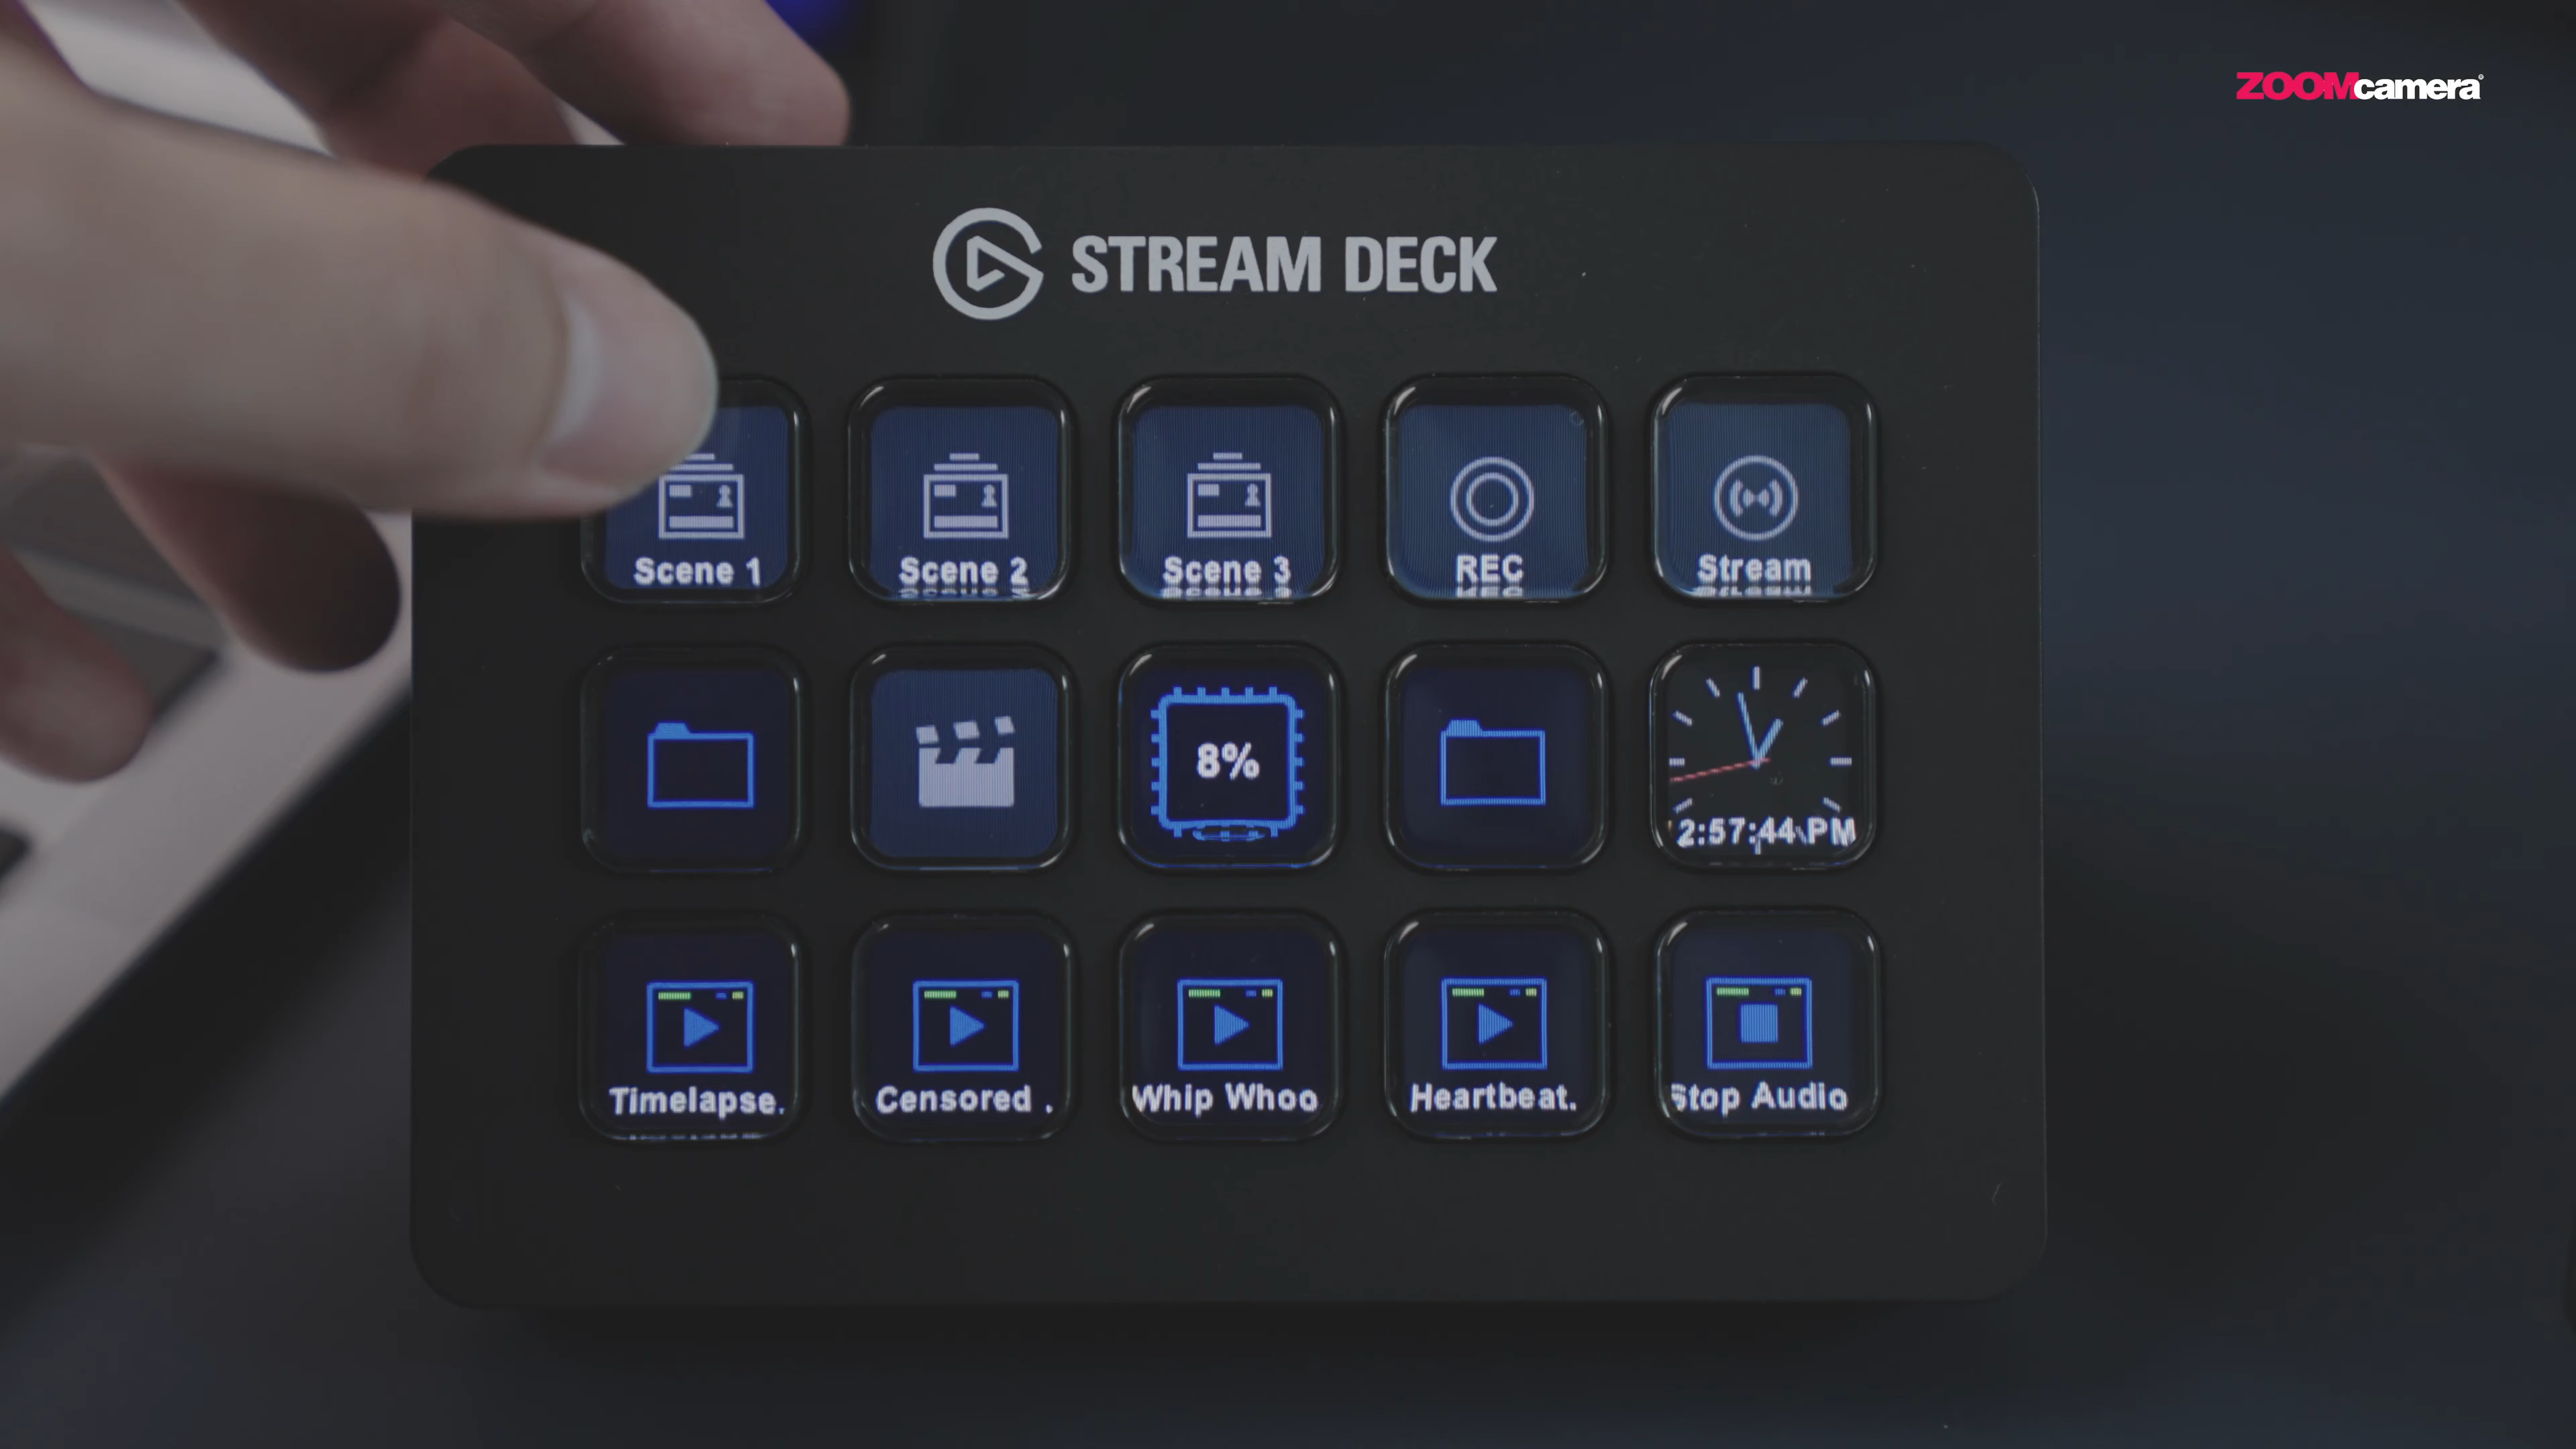 ZOOMcamera®
STREAM DECK
Scene 1
Scene 2
Scene 3
REC
Stream
8%
2:57:44 PM
Timelapse.
Censored .
Whip Whoo
Heartbeat.
Stop Audio